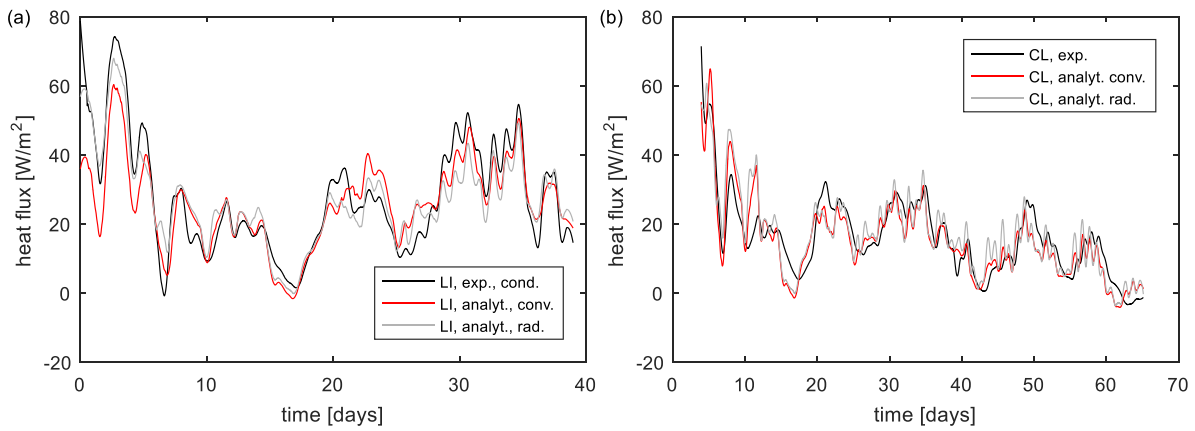 (a)
80
60
40
20
0
-20
heat flux [W/m²]
0 10 20 30 40
time [days]
LI, exp., cond.
LI, analyt., conv.
LI, analyt., rad.
(b)
80
60
40
20
0
-20
heat flux [W/m²]
0 10 20 30 40 50 60 70
time [days]
CL, exp.
CL, analyt. conv.
CL, analyt. rad.